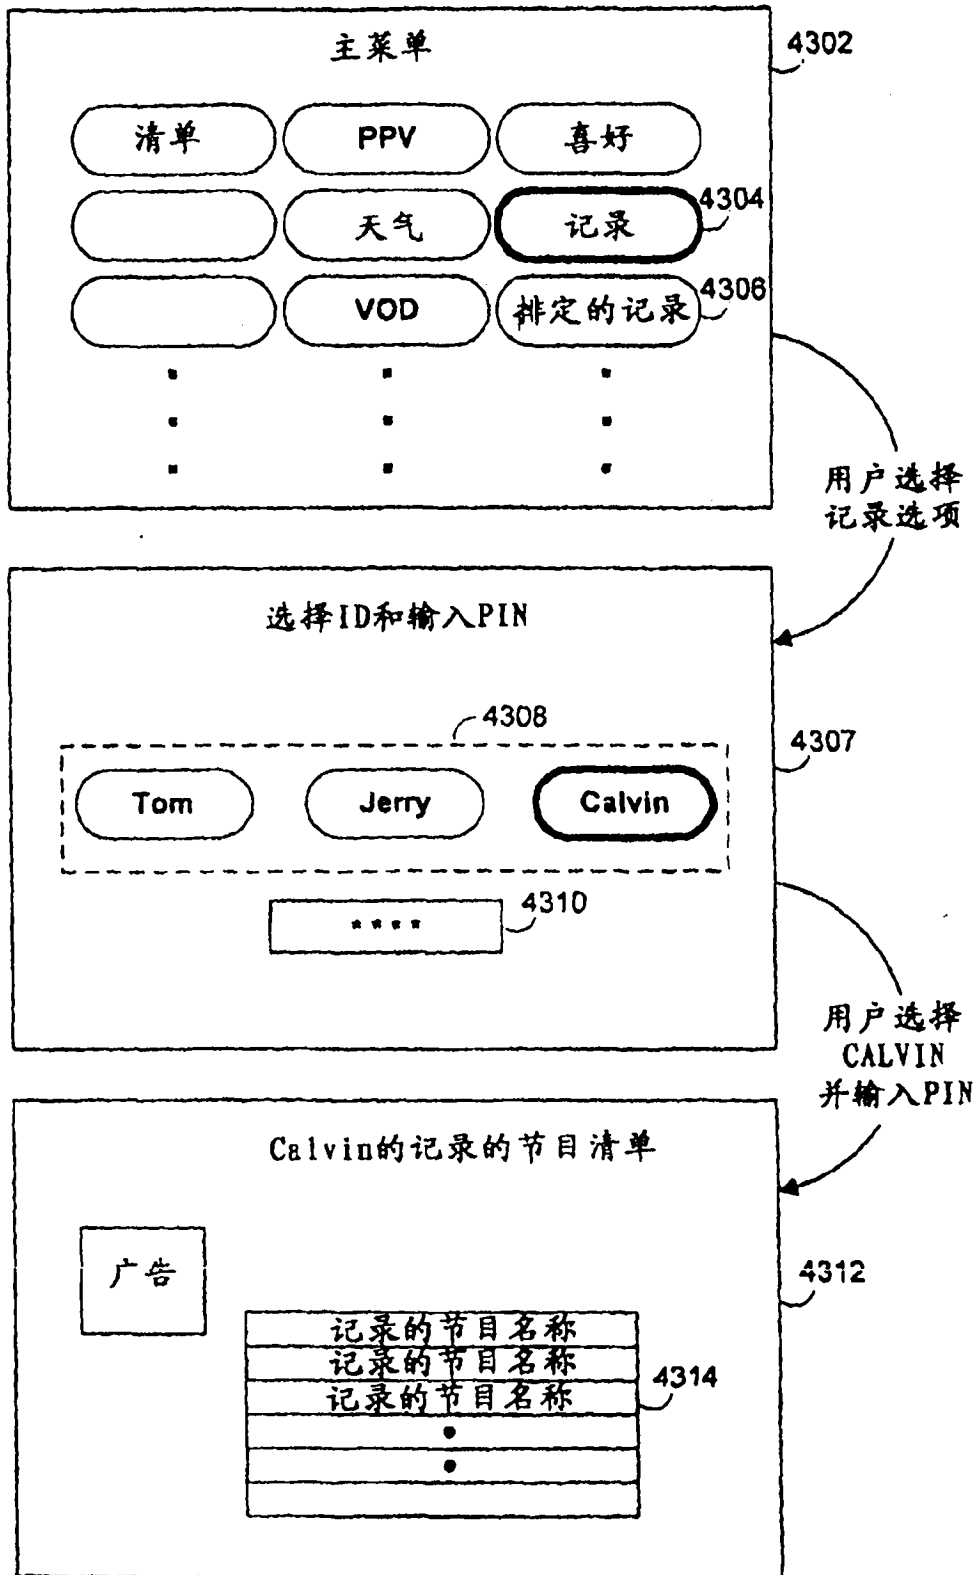 主菜单
4302
清单 PPV 喜好
4304
天气 记录
4306
VOD 排定的记录
用户选择
记录选项
选择ID和输入PIN
4308
4307
Tom Jerry Calvin
4310
****
用户选择
CALVIN
并输入PIN
Calvin的记录的节目清单
广告
4312
记录的节目名称
记录的节目名称
记录的节目名称
4314